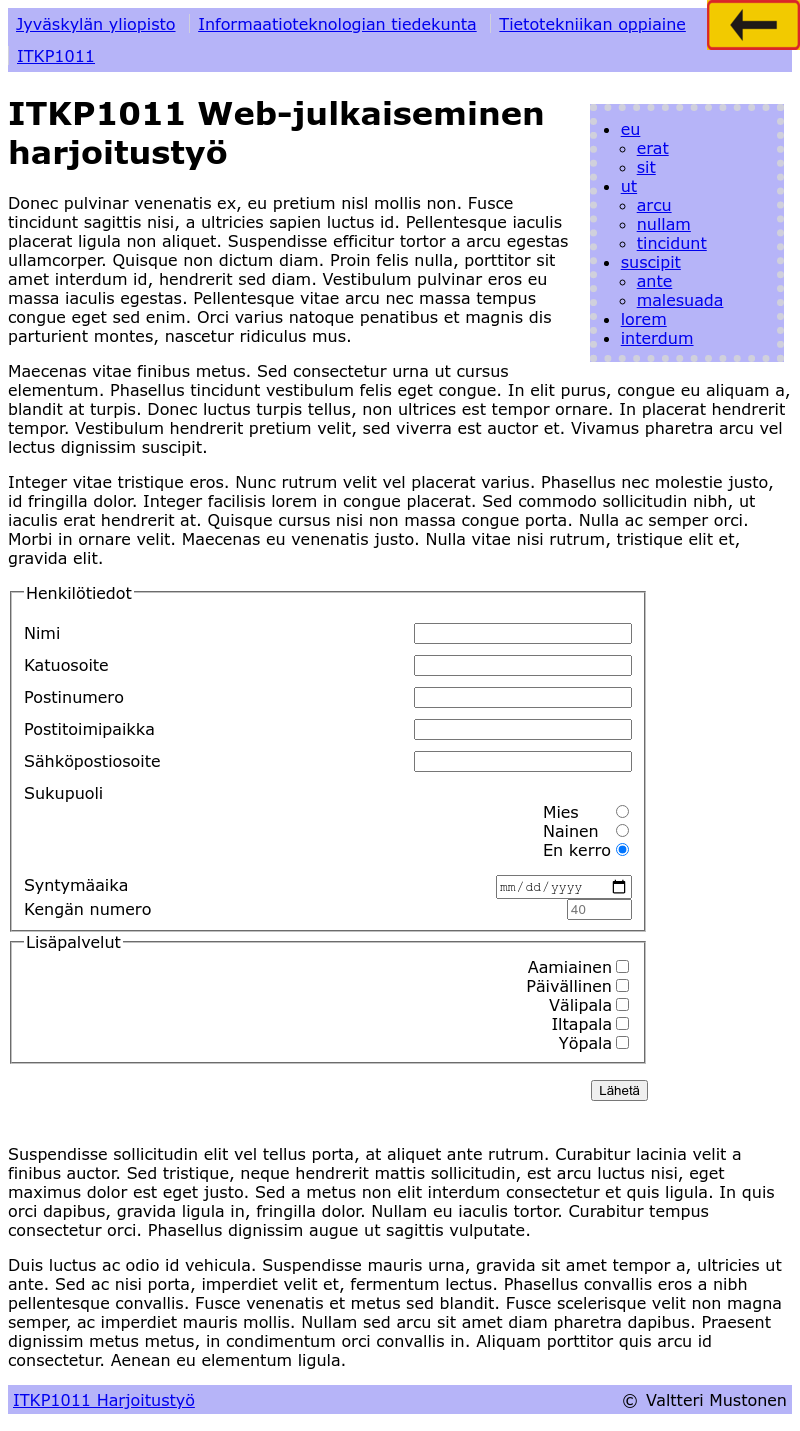 Jyväskylän yliopisto Informaatioteknologian tiedekunta Tietotekniikan oppiaine
ITKP1011
ITKP1011 Web-julkaiseminen
harjoitustyö
eu
erat
sit
ut
arcu
nullam
tincidunt
suscipit
ante
malesuada
lorem
interdum
Donec pulvinar venenatis ex, eu pretium nisl mollis non. Fusce
tincidunt sagittis nisi, a ultricies sapien luctus id. Pellentesque iaculis
placerat ligula non aliquet. Suspendisse efficitur tortor a arcu egestas
ullamcorper. Quisque non dictum diam. Proin felis nulla, porttitor sit
amet interdum id, hendrerit sed diam. Vestibulum pulvinar eros eu
massa iaculis egestas. Pellentesque vitae arcu nec massa tempus
congue eget sed enim. Orci varius natoque penatibus et magnis dis
parturient montes, nascetur ridiculus mus.
Maecenas vitae finibus metus. Sed consectetur urna ut cursus
elementum. Phasellus tincidunt vestibulum felis eget congue. In elit purus, congue eu aliquam a,
blandit at turpis. Donec luctus turpis tellus, non ultrices est tempor ornare. In placerat hendrerit
tempor. Vestibulum hendrerit pretium velit, sed viverra est auctor et. Vivamus pharetra arcu vel
lectus dignissim suscipit.
Integer vitae tristique eros. Nunc rutrum velit vel placerat varius. Phasellus nec molestie justo,
id fringilla dolor. Integer facilisis lorem in congue placerat. Sed commodo sollicitudin nibh, ut
iaculis erat hendrerit at. Quisque cursus nisi non massa congue porta. Nulla ac semper orci.
Morbi in ornare velit. Maecenas eu venenatis justo. Nulla vitae nisi rutrum, tristique elit et,
gravida elit.
Henkilötiedot
Nimi
Katuosoite
Postinumero
Postitoimipaikka
Sähköpostiosoite
Sukupuoli
Mies
Nainen
En kerro
Syntymäaika mm/dd/yyyy
Kengän numero 40
Lisäpalvelut
Aamiainen
Päivällinen
Välipala
Iltapala
Yöpala
Lähetä
Suspendisse sollicitudin elit vel tellus porta, at aliquet ante rutrum. Curabitur lacinia velit a
finibus auctor. Sed tristique, neque hendrerit mattis sollicitudin, est arcu luctus nisi, eget
maximus dolor est eget justo. Sed a metus non elit interdum consectetur et quis ligula. In quis
orci dapibus, gravida ligula in, fringilla dolor. Nullam eu iaculis tortor. Curabitur tempus
consectetur orci. Phasellus dignissim augue ut sagittis vulputate.
Duis luctus ac odio id vehicula. Suspendisse mauris urna, gravida sit amet tempor a, ultricies ut
ante. Sed ac nisi porta, imperdiet velit et, fermentum lectus. Phasellus convallis eros a nibh
pellentesque convallis. Fusce venenatis et metus sed blandit. Fusce scelerisque velit non magna
semper, ac imperdiet mauris mollis. Nullam sed arcu sit amet diam pharetra dapibus. Praesent
dignissim metus metus, in condimentum orci convallis in. Aliquam porttitor quis arcu id
consectetur. Aenean eu elementum ligula.
ITKP1011 Harjoitustyö © Valtteri Mustonen